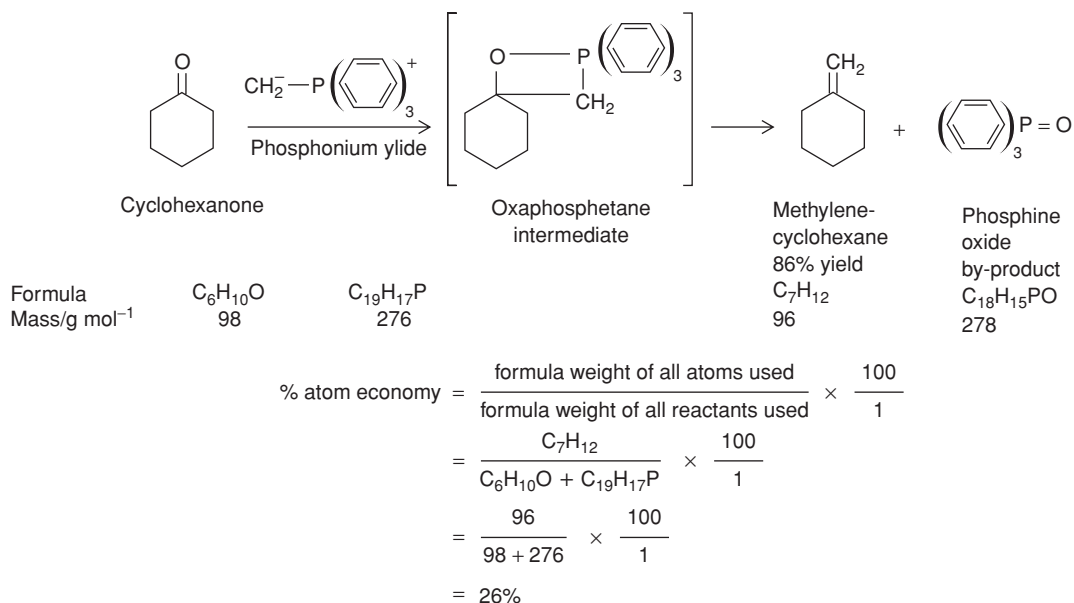 O
CH₂⁻—P( )₃⁺
Phosphonium ylide
Cyclohexanone
O P ( )₃
CH₂
Oxaphosphetane
intermediate
CH₂
Methylene-
cyclohexane
86% yield
+
( )₃P = O
Phosphine
oxide
by-product
Formula C₆H₁₀O C₁₉H₁₇P C₇H₁₂ C₁₈H₁₅PO
Mass/g mol⁻¹ 98 276 96 278
% atom economy = formula weight of all atoms used / formula weight of all reactants used × 100 / 1
= C₇H₁₂ / C₆H₁₀O + C₁₉H₁₇P × 100 / 1
= 96 / 98 + 276 × 100 / 1
= 26%